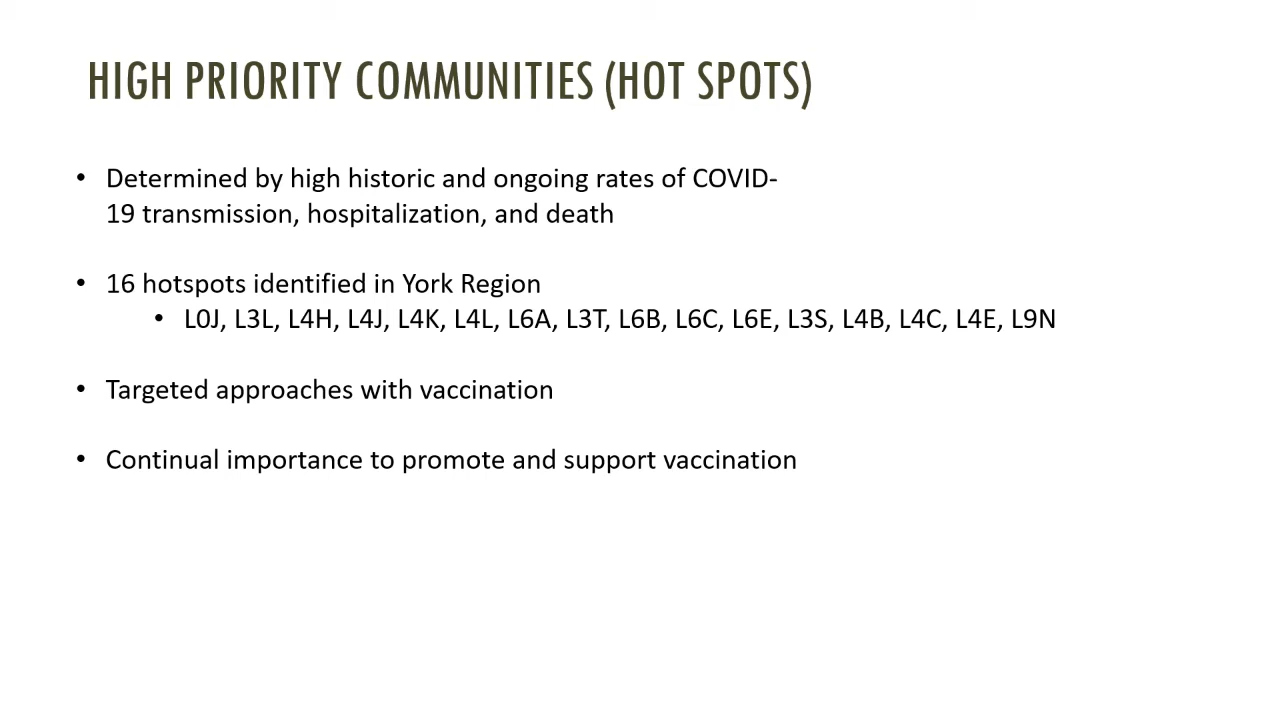 HIGH PRIORITY COMMUNITIES (HOT SPOTS)
• Determined by high historic and ongoing rates of COVID-
19 transmission, hospitalization, and death
• 16 hotspots identified in York Region
• L0J, L3L, L4H, L4J, L4K, L4L, L6A, L3T, L6B, L6C, L6E, L3S, L4B, L4C, L4E, L9N
• Targeted approaches with vaccination
• Continual importance to promote and support vaccination